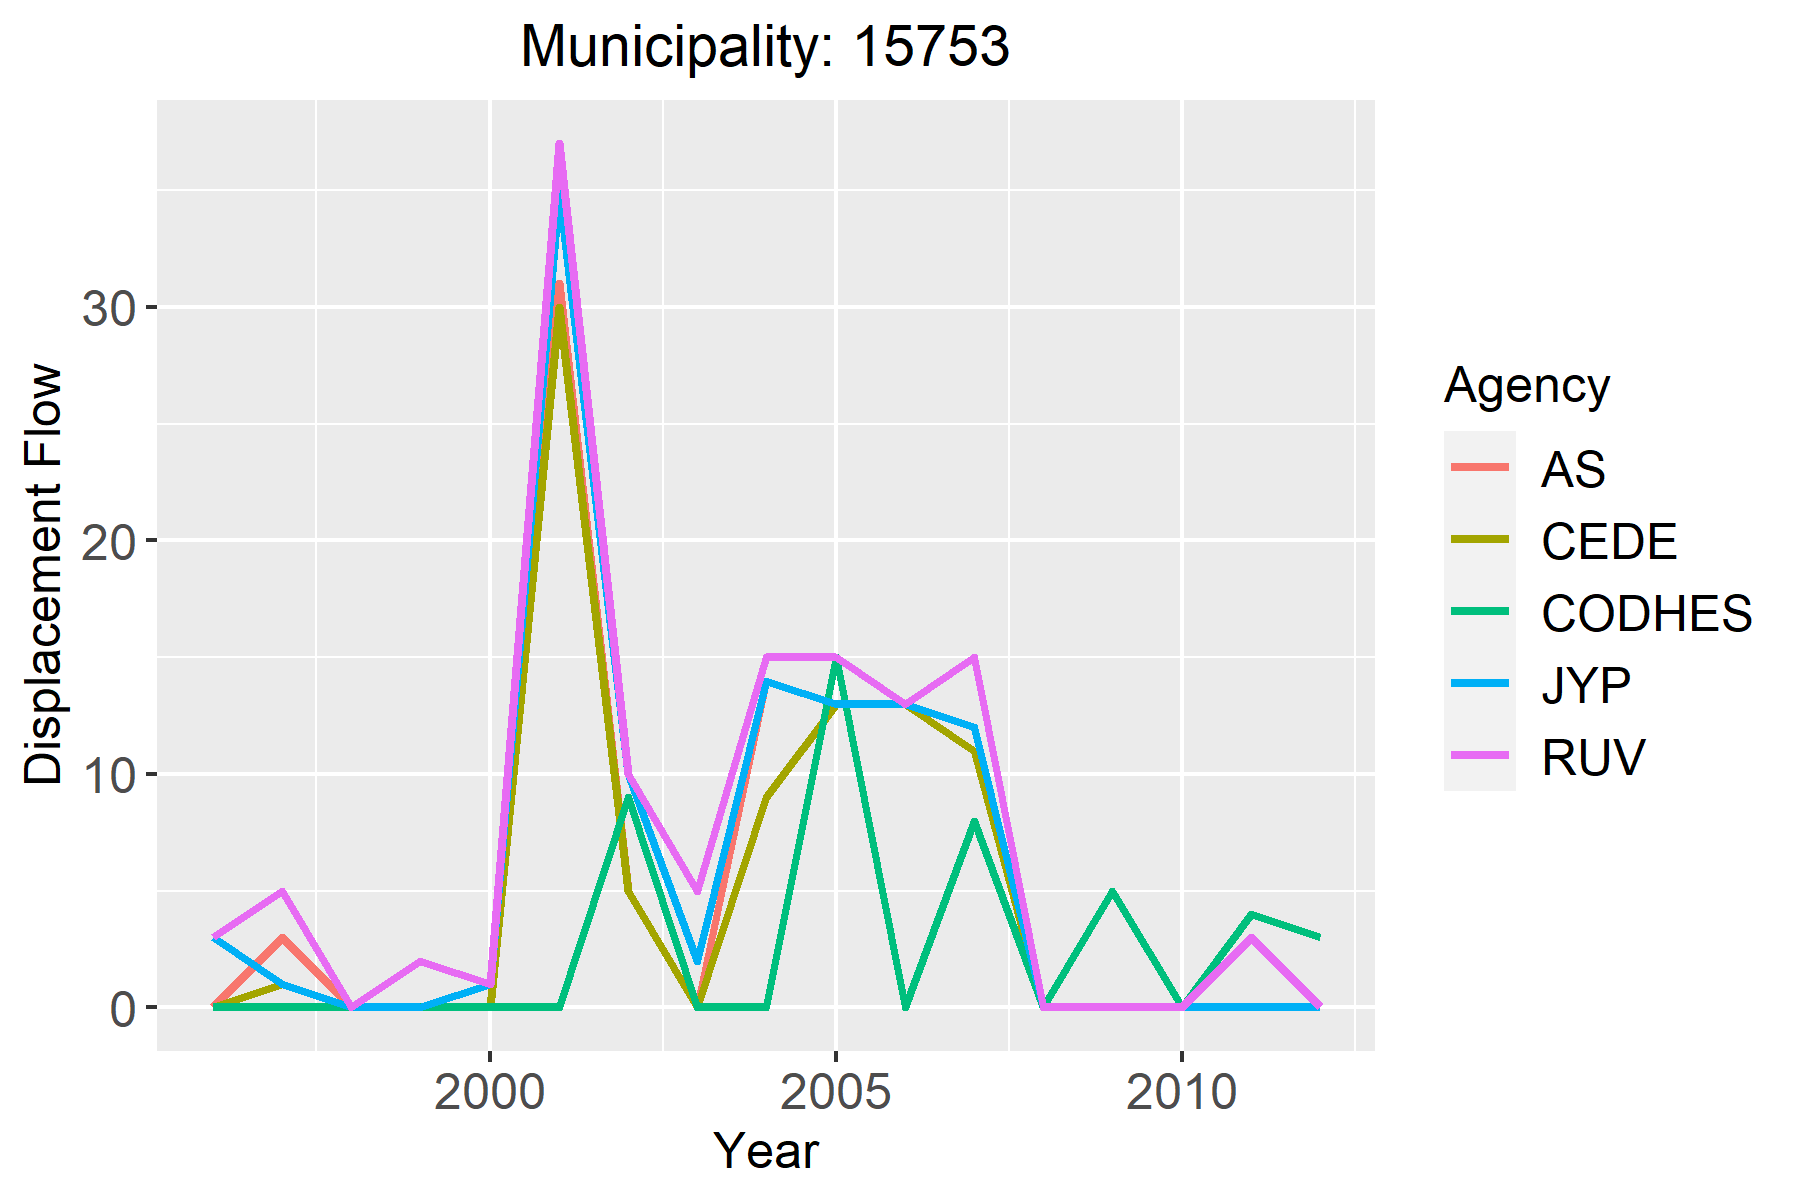 Municipality: 15753
Displacement Flow
30
20
10
0
2000
2005
2010
Year
Agency
AS
CEDE
CODHES
JYP
RUV